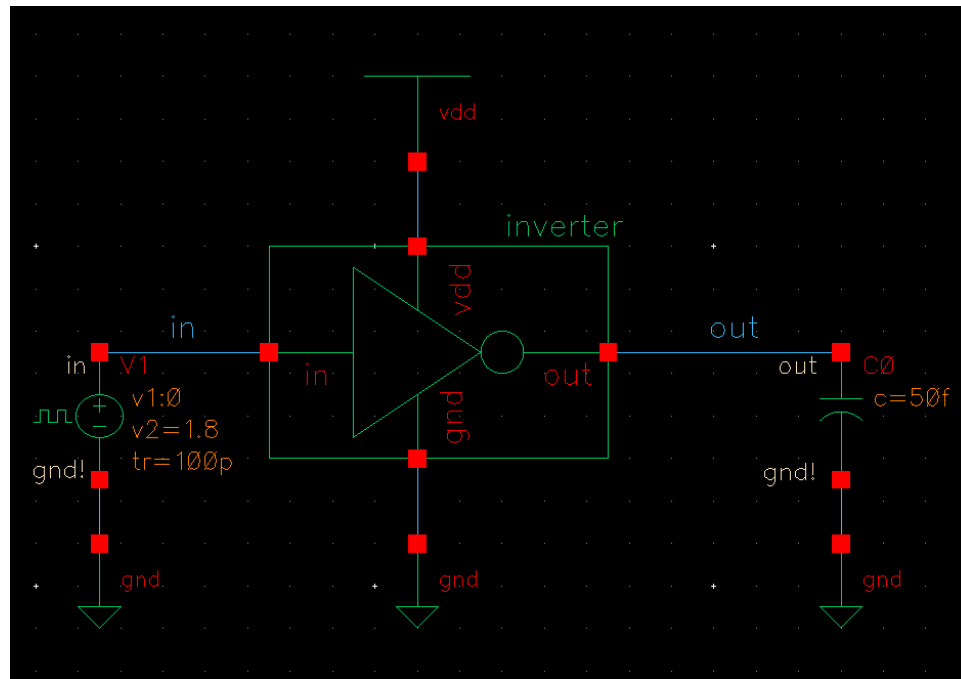 vdd
inverter
vdd
in
out
in
V1
in
out
out
C0
v1:0
v2=1.8
tr=100p
c=50f
gnd
gnd!
gnd!
gnd
gnd
gnd